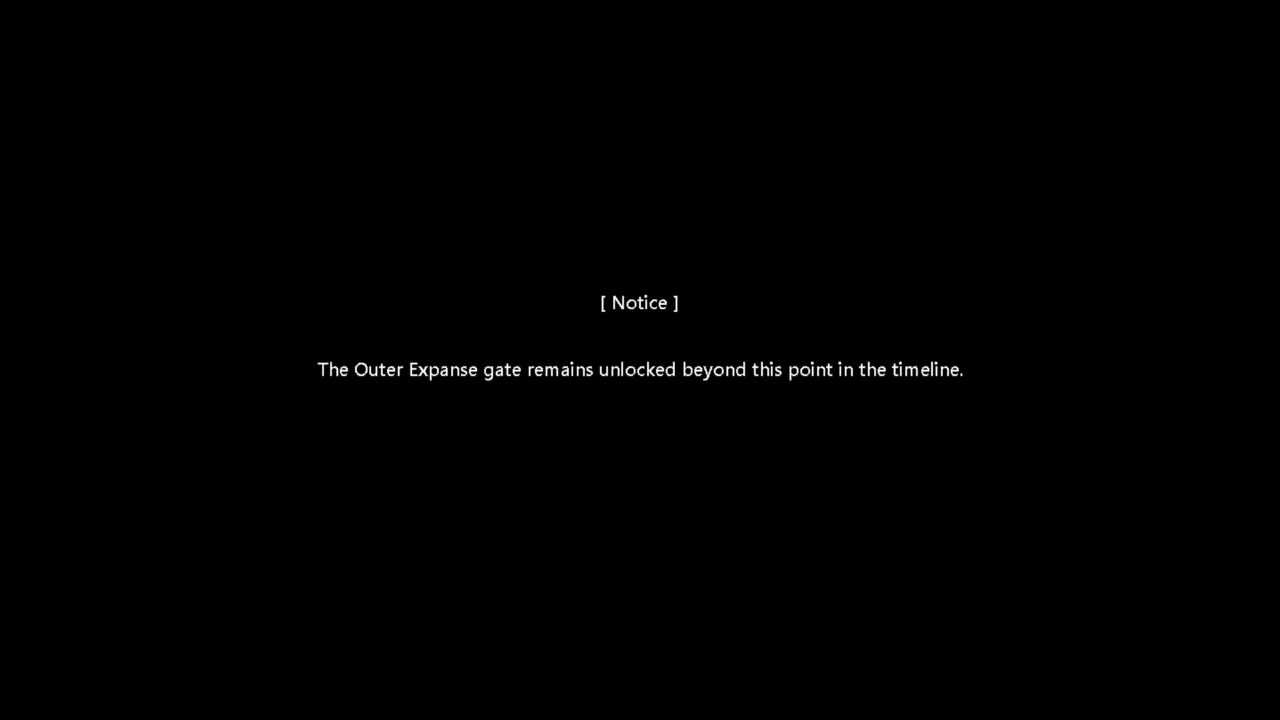 [ Notice ]
The Outer Expanse gate remains unlocked beyond this point in the timeline.